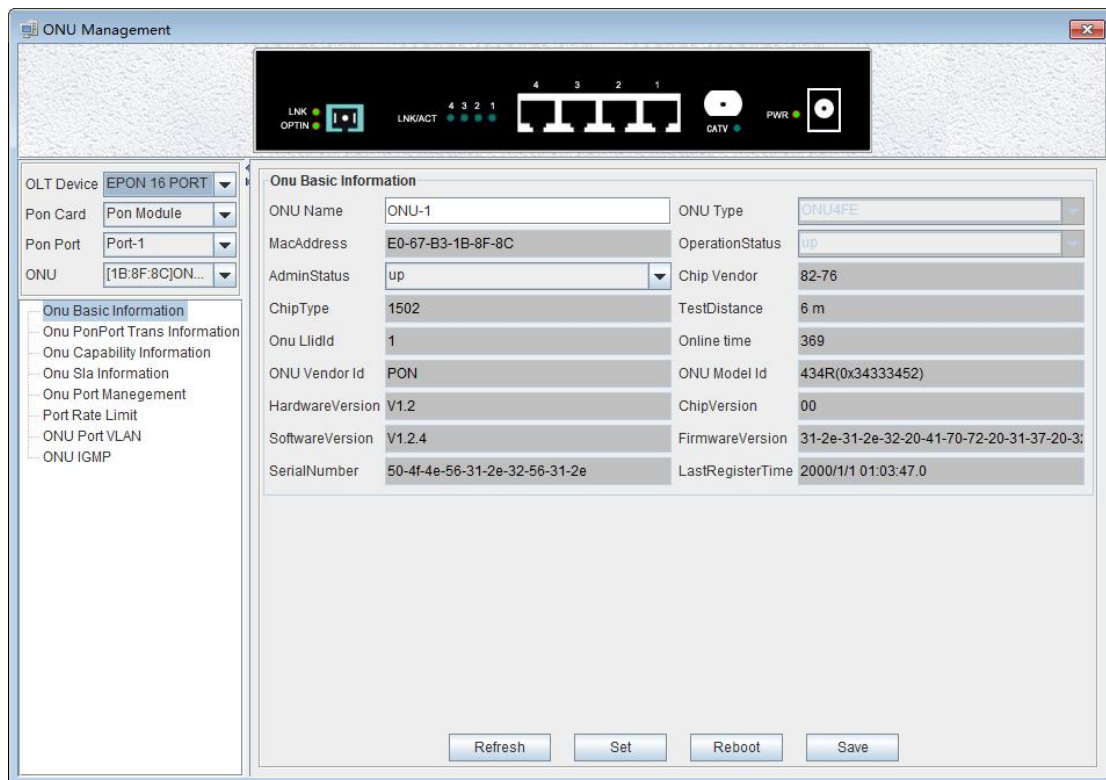 ONU Management
4 3 2 1
LNK
OPTIN
LNK/ACT
4 3 2 1
CATV
PWR
OLT Device EPON 16 PORT
Pon Card Pon Module
Pon Port Port-1
ONU [1B:8F:8C]ON...
Onu Basic Information
Onu PonPort Trans Information
Onu Capability Information
Onu Sla Information
Onu Port Manegement
Port Rate Limit
ONU Port VLAN
ONU IGMP
Onu Basic Information
ONU Name ONU-1 ONU Type ONU4FE
MacAddress E0-67-B3-1B-8F-8C OperationStatus up
AdminStatus up Chip Vendor 82-76
ChipType 1502 TestDistance 6 m
Onu LlidId 1 Online time 369
ONU Vendor Id PON ONU Model Id 434R(0x34333452)
HardwareVersion V1.2 ChipVersion 00
SoftwareVersion V1.2.4 FirmwareVersion 31-2e-31-2e-32-20-41-70-72-20-31-37-20-
SerialNumber 50-4f-4e-56-31-2e-32-56-31-2e LastRegisterTime 2000/1/1 01:03:47.0
Refresh Set Reboot Save